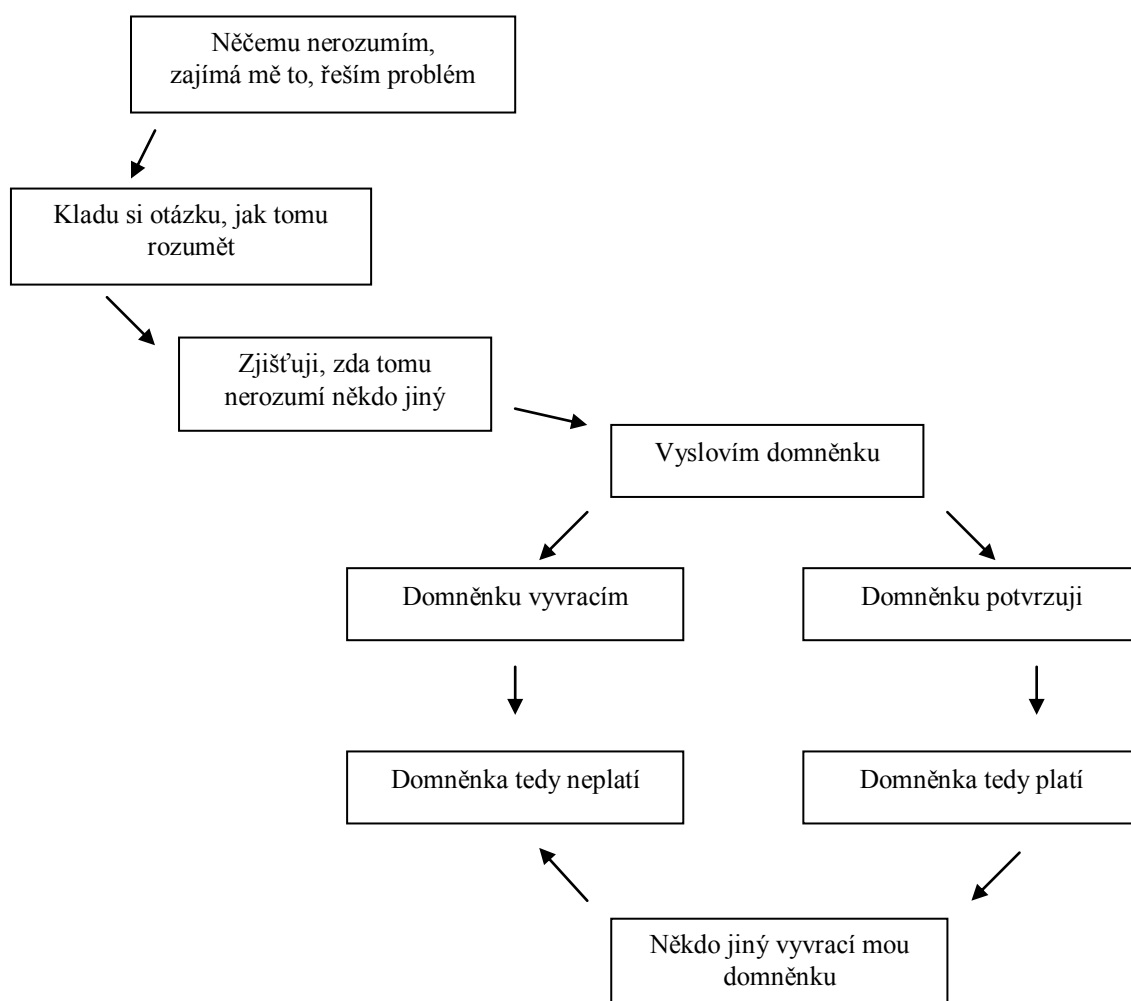 Něčemu nerozumím,
zajímá mě to, řeším problém
Kladu si otázku, jak tomu
rozumět
Zjišťuji, zda tomu
nerozumí někdo jiný
Vyslovím domněnku
Domněnku vyvracím
Domněnku potvrzuji
Domněnka tedy neplatí
Domněnka tedy platí
Někdo jiný vyvrací mou
domněnku